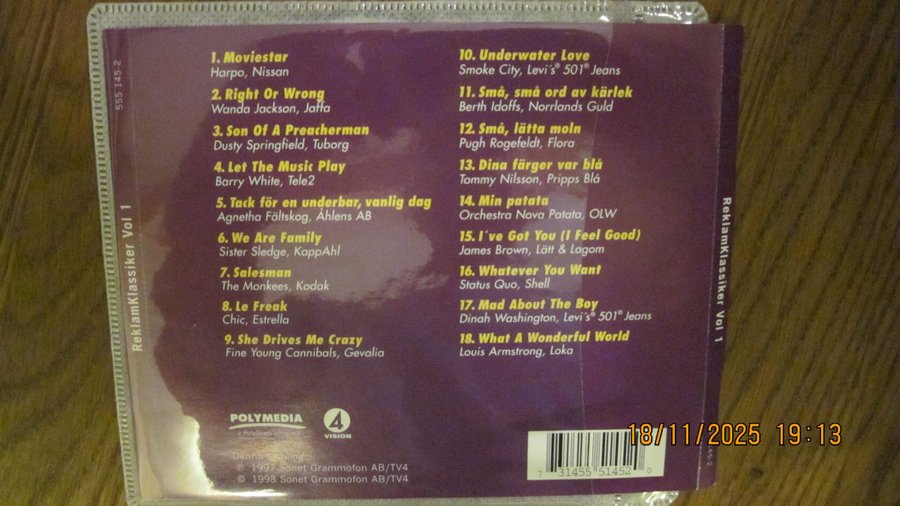 555 145-2
ReklamKlassiker Vol 1
1. Moviestar
Harpo, Nissan
2. Right Or Wrong
Wanda Jackson, Jaffa
3. Son Of A Preacherman
Dusty Springfield, Tuborg
4. Let The Music Play
Barry White, Tele2
5. Tack för en underbar, vanlig dag
Agnetha Fältskog, Åhlens AB
6. We Are Family
Sister Sledge, KappAhl
7. Salesman
The Monkees, Kodak
8. Le Freak
Chic, Estrella
9. She Drives Me Crazy
Fine Young Cannibals, Gevalia
10. Underwater Love
Smoke City, Levi's® 501® Jeans
11. Små, små ord av kärlek
Berth Idoffs, Norrlands Guld
12. Små, lätta moln
Pugh Rogefeldt, Flora
13. Dina färger var blå
Tommy Nilsson, Pripps Blå
14. Min patata
Orchestra Nova Patata, OLW
15. I´ve Got You (I Feel Good)
James Brown, Lätt & Lagom
16. Whatever You Want
Status Quo, Shell
17. Mad About The Boy
Dinah Washington, Levi's® 501® Jeans
18. What A Wonderful World
Louis Armstrong, Loka
POLYMEDIA
a PolyGram company
4
VISION
Denna samling:
℗ 1997 Sonet Grammofon AB/TV4
© 1998 Sonet Grammofon AB/TV4
7 31455 51452 0
ReklamKlassiker Vol 1
45-2
18/11/2025 19:13